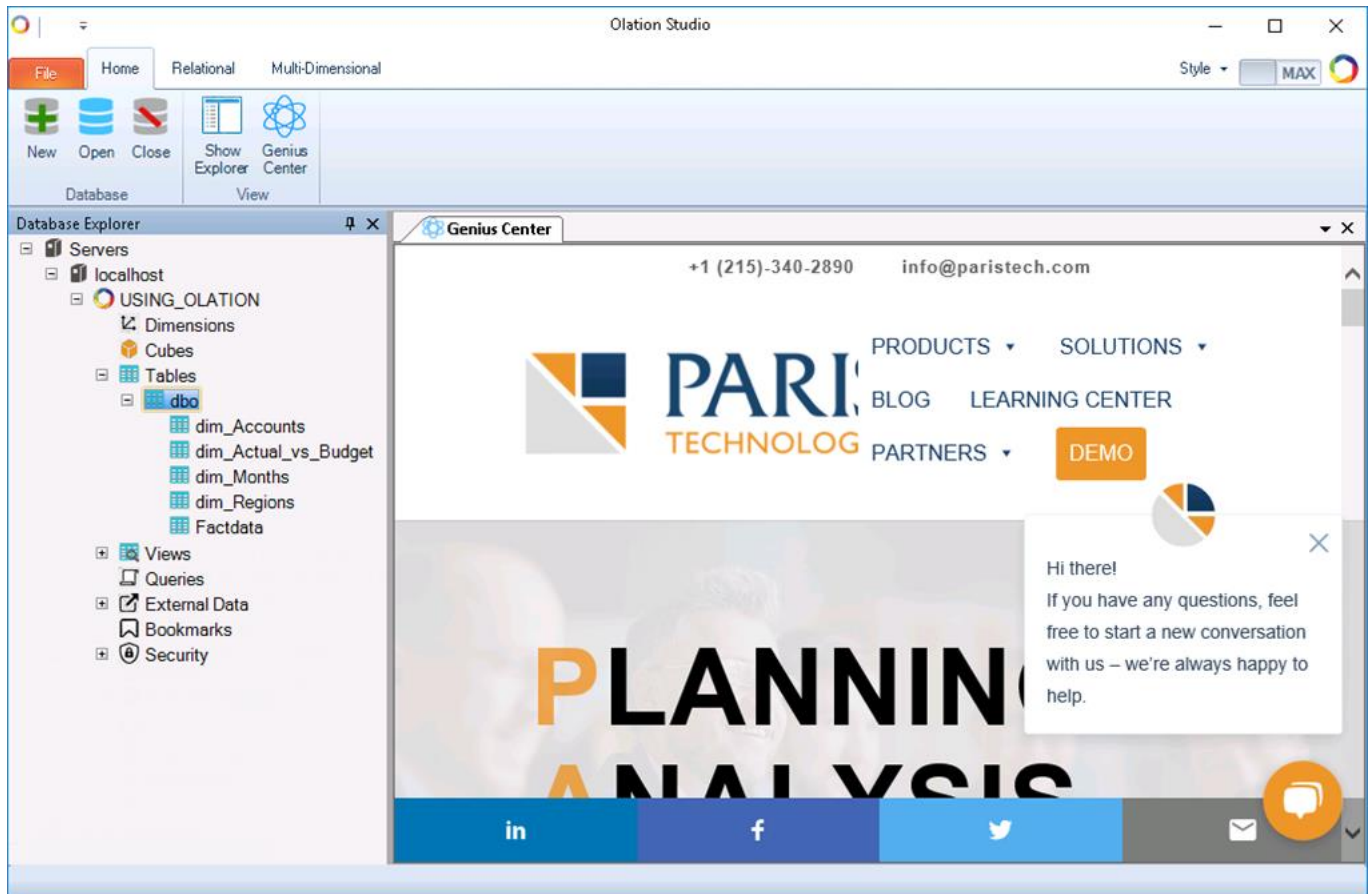 Olation Studio
File Home Relational Multi-Dimensional Style MAX
New Open Close Show Explorer Genius Center
Database View
Database Explorer
Servers
localhost
USING_OLATION
Dimensions
Cubes
Tables
dbo
dim_Accounts
dim_Actual_vs_Budget
dim_Months
dim_Regions
Factdata
Views
Queries
External Data
Bookmarks
Security
Genius Center
+1 (215)-340-2890 info@paristech.com
PARI
TECHNOLOG
PRODUCTS SOLUTIONS
BLOG LEARNING CENTER
PARTNERS DEMO
Hi there!
If you have any questions, feel
free to start a new conversation
with us – we're always happy to
help.
PLANNING
ANALYSIS
in f